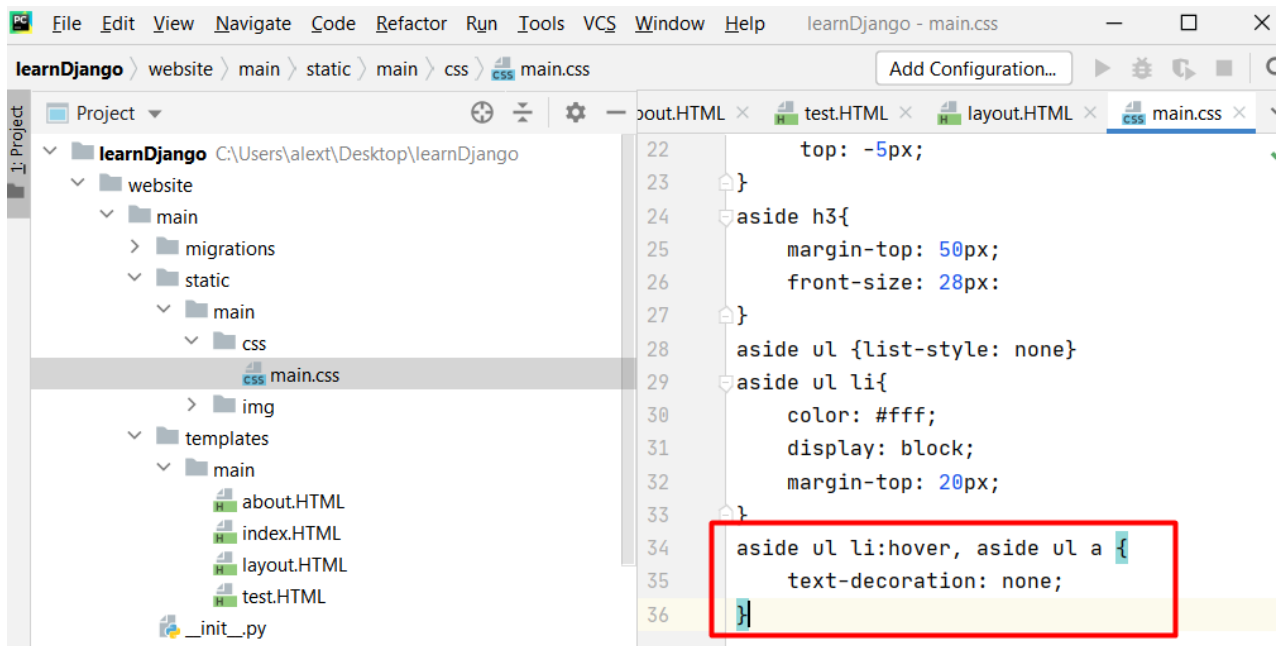 PC File Edit View Navigate Code Refactor Run Tools VCS Window Help learnDjango - main.css
learnDjango website main static main css CSS main.css Add Configuration...
1: Project
Project
bout.HTML H test.HTML H layout.HTML CSS main.css
learnDjango C:\Users\alext\Desktop\learnDjango
website
main
migrations
static
main
css
CSS main.css
img
templates
main
H about.HTML
H index.HTML
H layout.HTML
H test.HTML
__init__.py
22 top: -5px;
23 }
24 aside h3{
25 margin-top: 50px;
26 front-size: 28px:
27 }
28 aside ul {list-style: none}
29 aside ul li{
30 color: #fff;
31 display: block;
32 margin-top: 20px;
33 }
34 aside ul li:hover, aside ul a {
35 text-decoration: none;
36 }